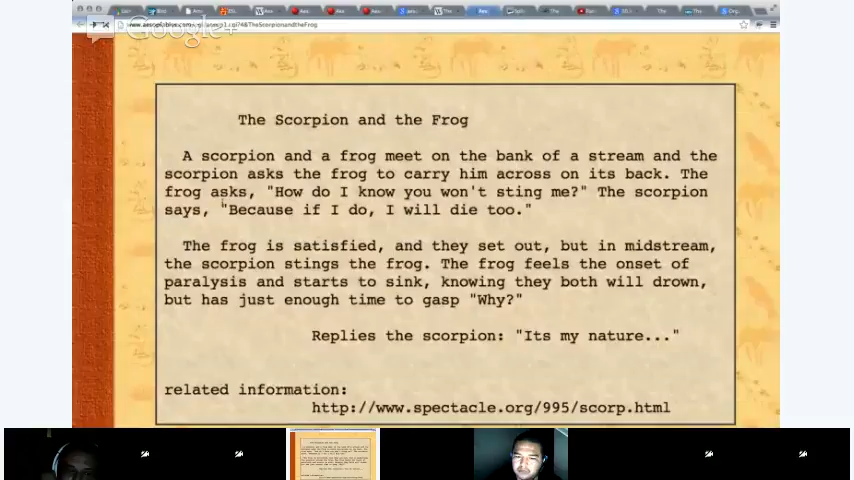 Google+
The Scorpion and the Frog
A scorpion and a frog meet on the bank of a stream and the
scorpion asks the frog to carry him across on its back. The
frog asks, "How do I know you won't sting me?" The scorpion
says, "Because if I do, I will die too."
The frog is satisfied, and they set out, but in midstream,
the scorpion stings the frog. The frog feels the onset of
paralysis and starts to sink, knowing they both will drown,
but has just enough time to gasp "Why?"
Replies the scorpion: "Its my nature..."
related information:
http://www.spectacle.org/995/scorp.html